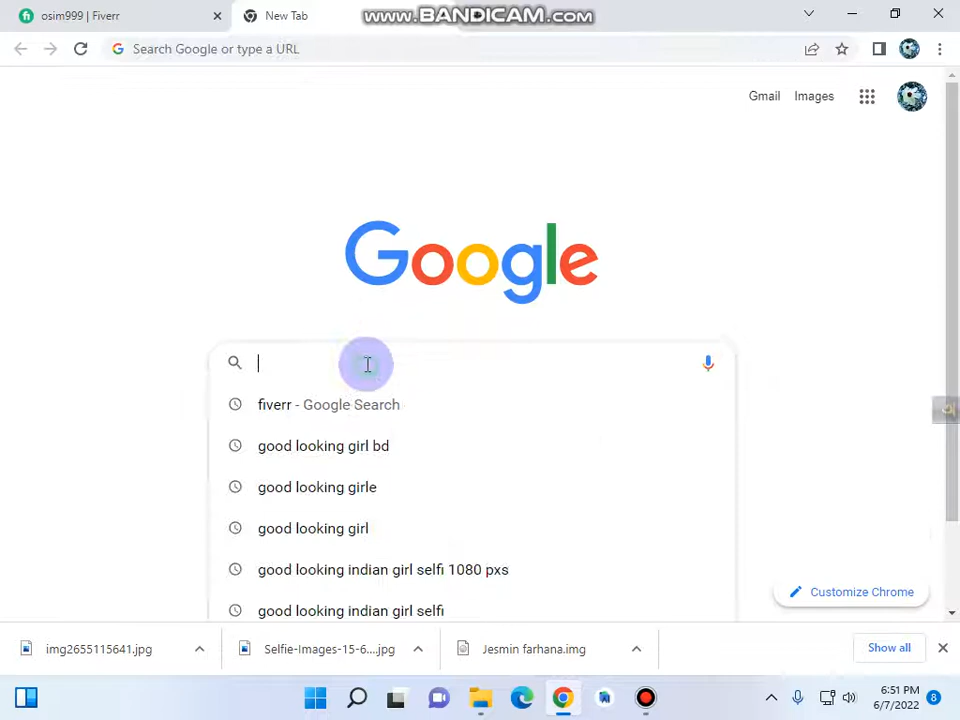 osim999 | Fiverr
New Tab
WWW.BANDICAM.COM
Search Google or type a URL
Gmail Images
Google
fiverr - Google Search
good looking girl bd
good looking girle
good looking girl
good looking indian girl selfi 1080 pxs
good looking indian girl selfi
Customize Chrome
img2655115641.jpg
Selfie-Images-15-6....jpg
Jesmin farhana.img
Show all
6:51 PM
6/7/2022
8